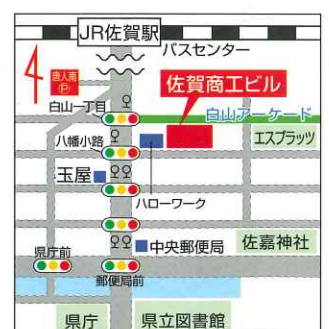 JR佐賀駅
バスセンター
唐人南
P
佐賀商工ビル
白山一丁目
白山アーケード
八幡小路
エスプラッツ
玉屋
ハローワーク
中央郵便局
佐嘉神社
県庁前
郵便局前
県庁
県立図書館